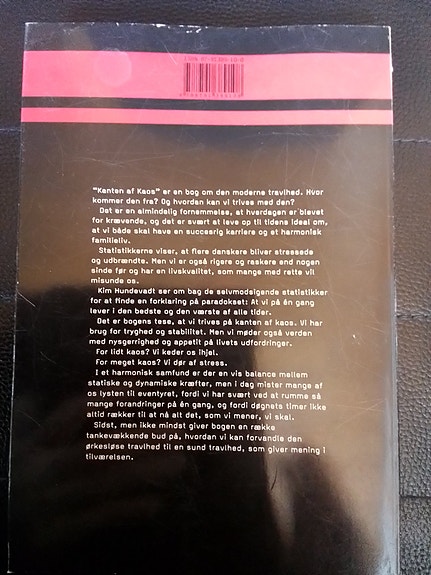 "Kanten af Kaos" er en bog om den moderne travlhed. Hvor
kommer den fra? Og hvordan kan vi trives med den?
Det er en almindelig fornemmelse, at hverdagen er blevet
for krævende, og det er svært at leve op til tidens ideal om,
at vi både skal have en succesrig karriere og et harmonisk
familieliv.
Statistikkerne viser, at flere danskere bliver stressede
og udbrændte. Men vi er også rigere og raskere end nogen
sinde før og har en livskvalitet, som mange med rette vil
misunde os.
Kim Hundevadt ser om bag de selvmodsigende statistikker
for at finde en forklaring på paradokset: At vi på én gang
lever i den bedste og den værste af alle tider.
Det er bogens tese, at vi trives på kanten af kaos. Vi har
brug for tryghed og stabilitet. Men vi møder også verden
med nysgerrighed og appetit på livets udfordringer.
For lidt kaos? Vi keder os ihjel.
For meget kaos? Vi dør af stress.
I et harmonisk samfund er der en vis balance mellem
statiske og dynamiske kræfter, men i dag mister mange af
os lysten til eventyret, fordi vi har svært ved at rumme så
mange forandringer på én gang, og fordi døgnets timer ikke
altid rækker til at nå alt det, som vi mener, vi skal.
Sidst, men ikke mindst giver bogen en række
tankevækkende bud på, hvordan vi kan forvandle den
ørkesløse travlhed til en sund travlhed, som giver mening i
tilværelsen.